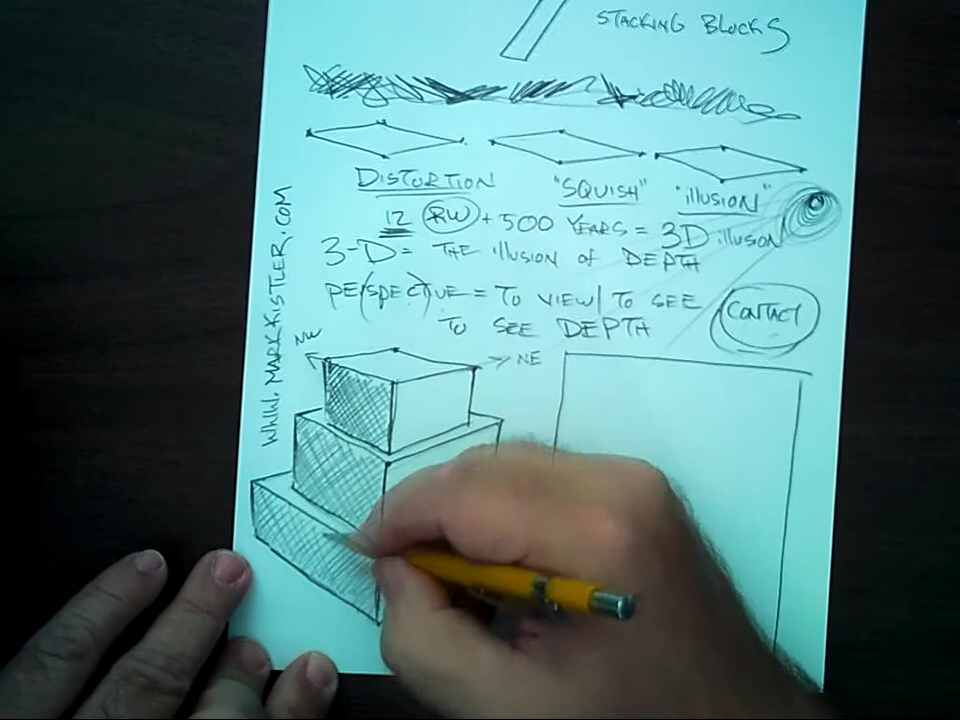 STACKING BLOCKS
DISTORTION "SQUISH" "illUSION"
12 RW + 500 YEARS = 3D illUSION
3-D = THE illUSION OF DEPTH
PERSPECTIVE = TO VIEW/TO SEE
TO SEE DEPTH
CONTACT
NW
NE
WWW.MARKKISTLER.COM